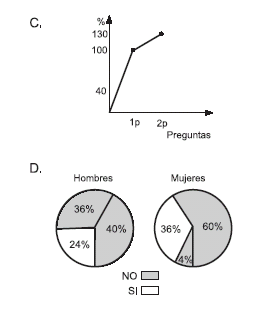 C.
%
130
100
40
1p 2p
Preguntas
D.
Hombres Mujeres
36% 40% 24%
36% 60% 4%
NO
SI